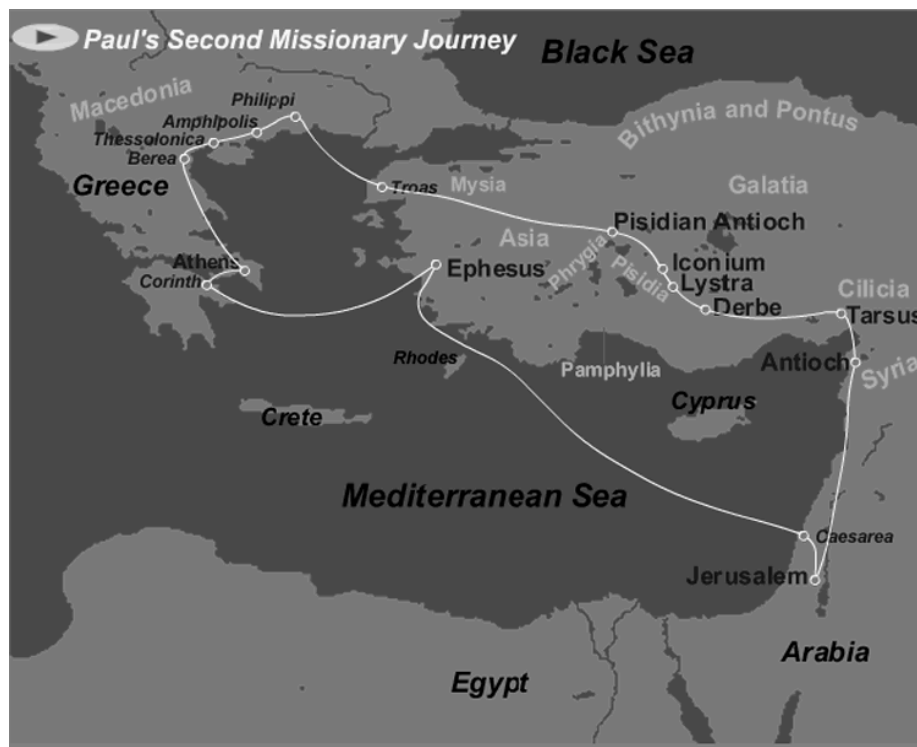 Paul's Second Missionary Journey
Black Sea
Macedonia
Philippi
Bithynia and Pontus
Amphipolis
Thessolonica
Berea
Greece
Troas
Mysia
Galatia
Pisidian Antioch
Asia
Phrygia
Pisidia
Athens
Ephesus
Iconium
Corinth
Lystra
Cilicia
Derbe
Tarsus
Rhodes
Pamphylia
Antioch
Syria
Crete
Cyprus
Mediterranean Sea
Caesarea
Jerusalem
Arabia
Egypt